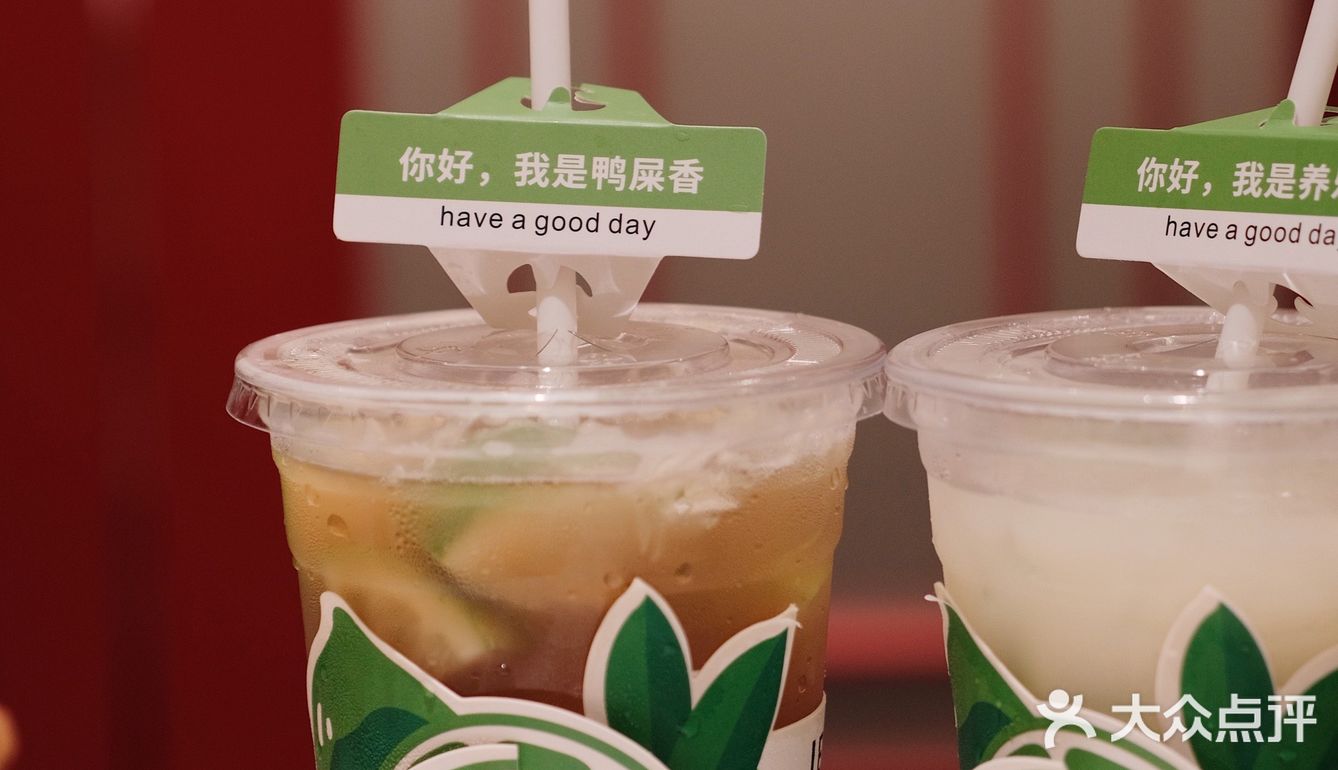 你好，我是鸭屎香
have a good day
你好，我是养
have a good da
大众点评